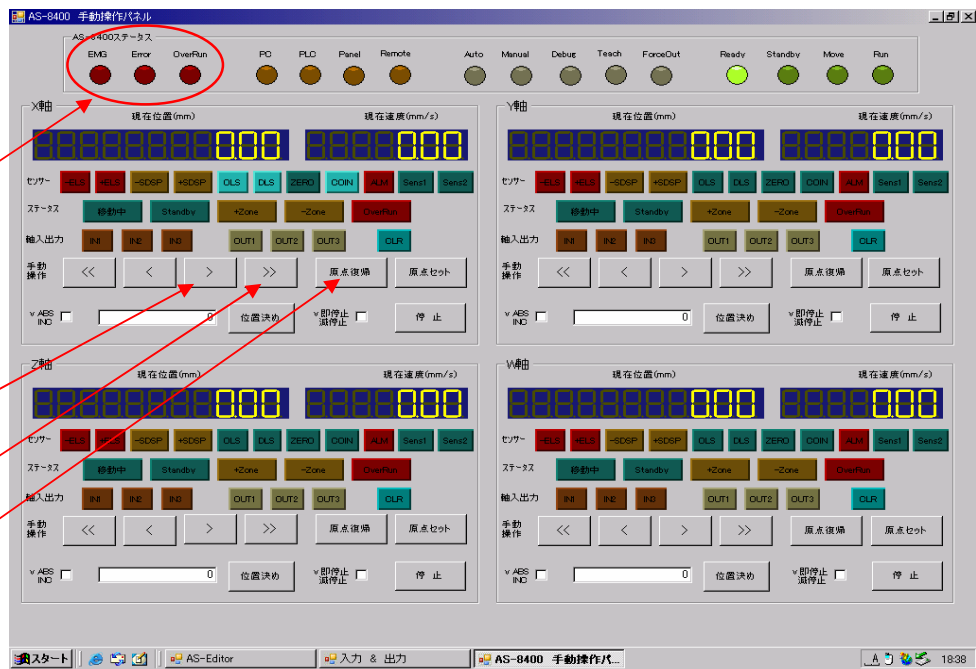 AS-8400 手動操作パネル
AS-8400ステータス
EMG Error OverRun PC PLC Panel Remote Auto Manual Debug Teach ForceOut Ready Standby Move Run
X軸
現在位置(mm) 現在速度(mm/s)
0.00 0.00
センサー -ELS +ELS -SDSP +SDSP OLS DLS ZERO COIN ALM Sens1 Sens2
ステータス 移動中 Standby +Zone -Zone OverRun
軸入出力 IN1 IN2 IN3 OUT1 OUT2 OUT3 CLR
手動操作 << < > >> 原点復帰 原点セット
v ABS INC 0 位置決め v即停止 減停止 停 止
Y軸
現在位置(mm) 現在速度(mm/s)
0.00 0.00
センサー -ELS +ELS -SDSP +SDSP OLS DLS ZERO COIN ALM Sens1 Sens2
ステータス 移動中 Standby +Zone -Zone OverRun
軸入出力 IN1 IN2 IN3 OUT1 OUT2 OUT3 CLR
手動操作 << < > >> 原点復帰 原点セット
v ABS INC 0 位置決め v即停止 減停止 停 止
Z軸
現在位置(mm) 現在速度(mm/s)
0.00 0.00
センサー -ELS +ELS -SDSP +SDSP OLS DLS ZERO COIN ALM Sens1 Sens2
ステータス 移動中 Standby +Zone -Zone OverRun
軸入出力 IN1 IN2 IN3 OUT1 OUT2 OUT3 CLR
手動操作 << < > >> 原点復帰 原点セット
v ABS INC 0 位置決め v即停止 減停止 停 止
W軸
現在位置(mm) 現在速度(mm/s)
0.00 0.00
センサー -ELS +ELS -SDSP +SDSP OLS DLS ZERO COIN ALM Sens1 Sens2
ステータス 移動中 Standby +Zone -Zone OverRun
軸入出力 IN1 IN2 IN3 OUT1 OUT2 OUT3 CLR
手動操作 << < > >> 原点復帰 原点セット
v ABS INC 0 位置決め v即停止 減停止 停 止
スタート AS-Editor 入力 & 出力 AS-8400 手動操作パ... A 18:38